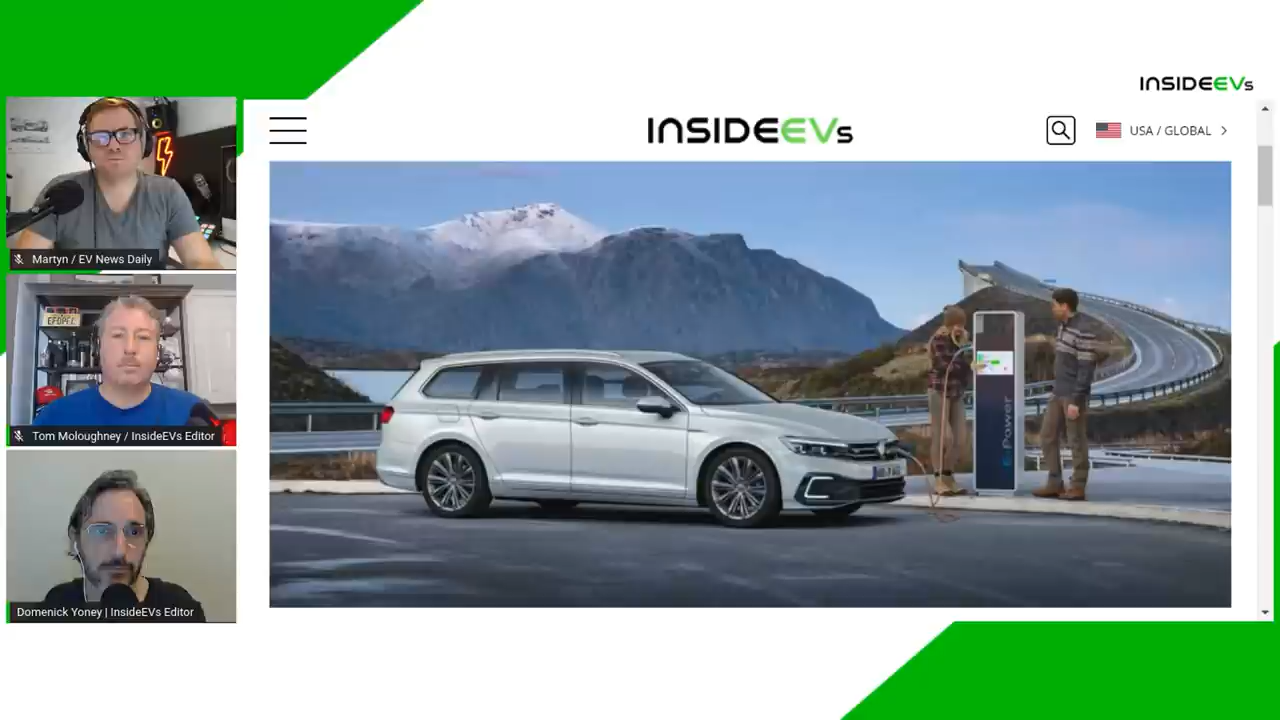 INSIDEEVs
INSIDEEVs
USA / GLOBAL
Martyn / EV News Daily
Tom Moloughney / InsideEVs Editor
Domenick Yoney | InsideEVs Editor
E-Power